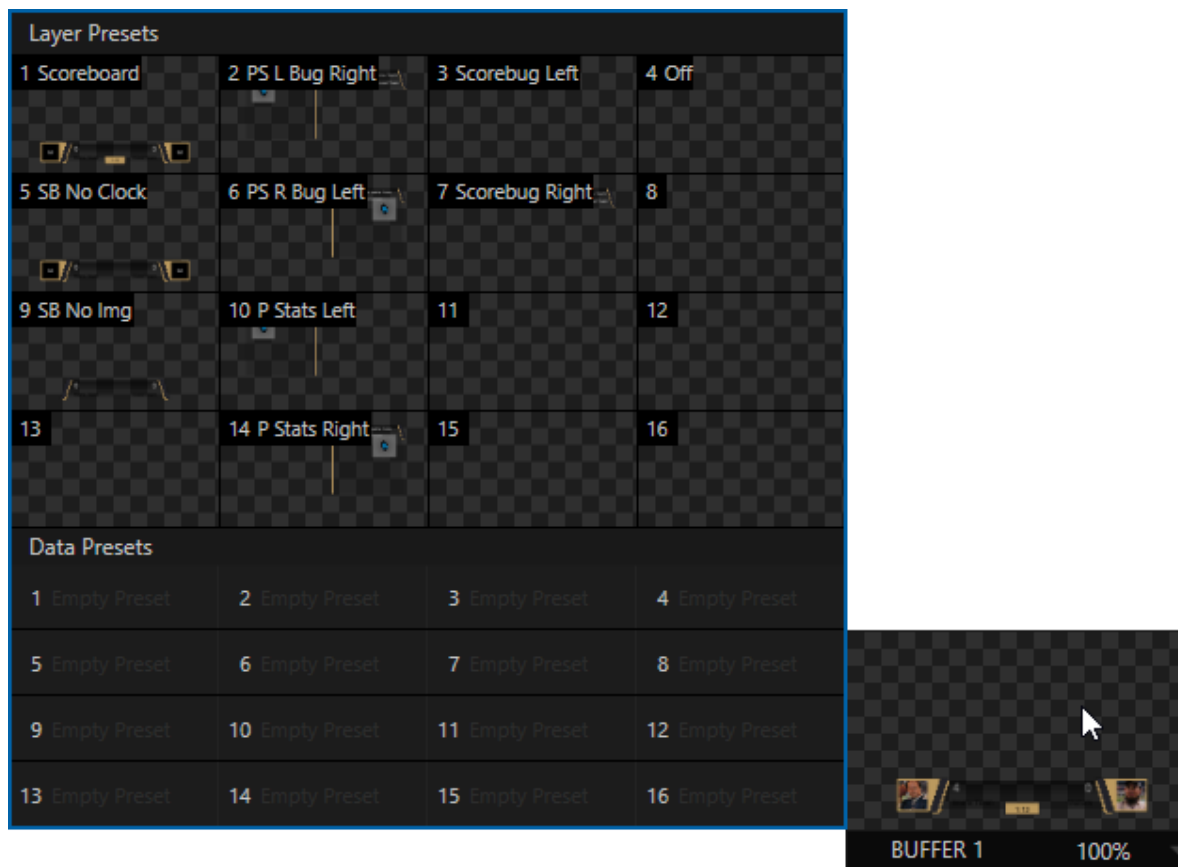 Layer Presets
1 Scoreboard
2 PS L Bug Right
3 Scorebug Left
4 Off
5 SB No Clock
6 PS R Bug Left
7 Scorebug Right
8
9 SB No Img
10 P Stats Left
11
12
13
14 P Stats Right
15
16
Data Presets
1 Empty Preset
2 Empty Preset
3 Empty Preset
4 Empty Preset
5 Empty Preset
6 Empty Preset
7 Empty Preset
8 Empty Preset
9 Empty Preset
10 Empty Preset
11 Empty Preset
12 Empty Preset
13 Empty Preset
14 Empty Preset
15 Empty Preset
16 Empty Preset
4
0
BUFFER 1
100%